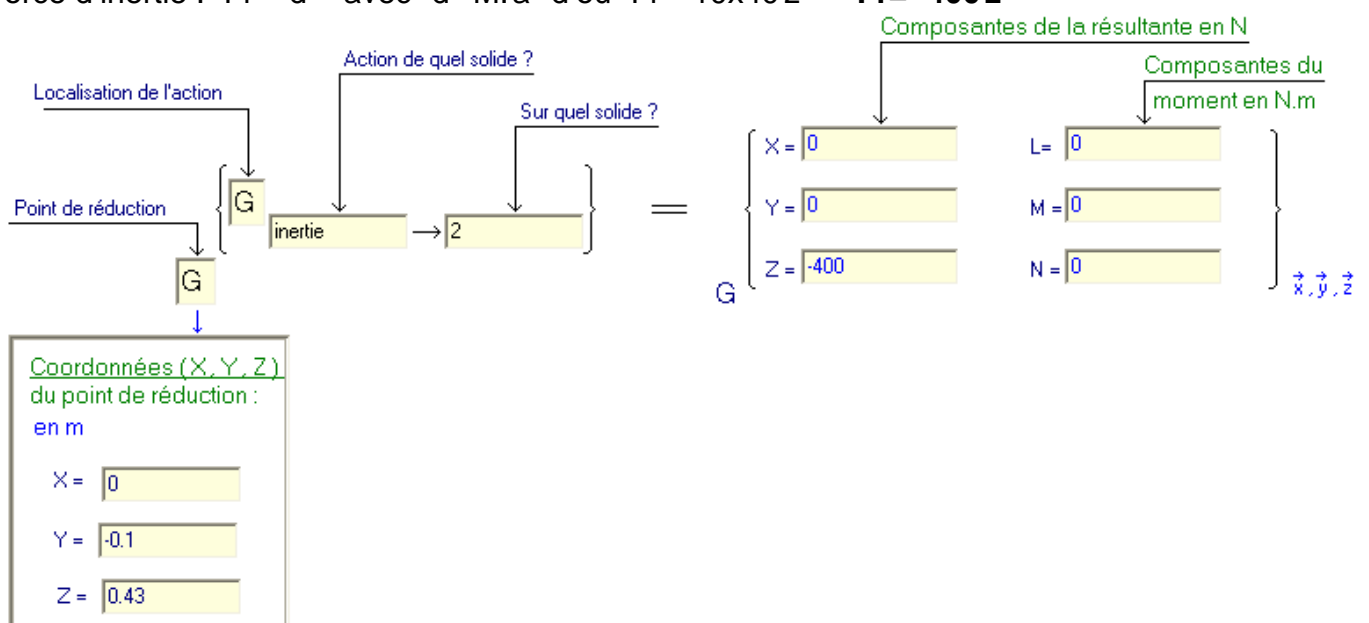 Composantes de la résultante en N
Action de quel solide ?
Composantes du
moment en N.m
Localisation de l'action
Sur quel solide ?
X = 0
L= 0
G
Point de réduction
Y = 0
M = 0
inertie → 2
=
G
Z = -400
N = 0
G
x, y, z
Coordonnées (X, Y, Z)
du point de réduction :
en m
X = 0
Y = -0.1
Z = 0.43